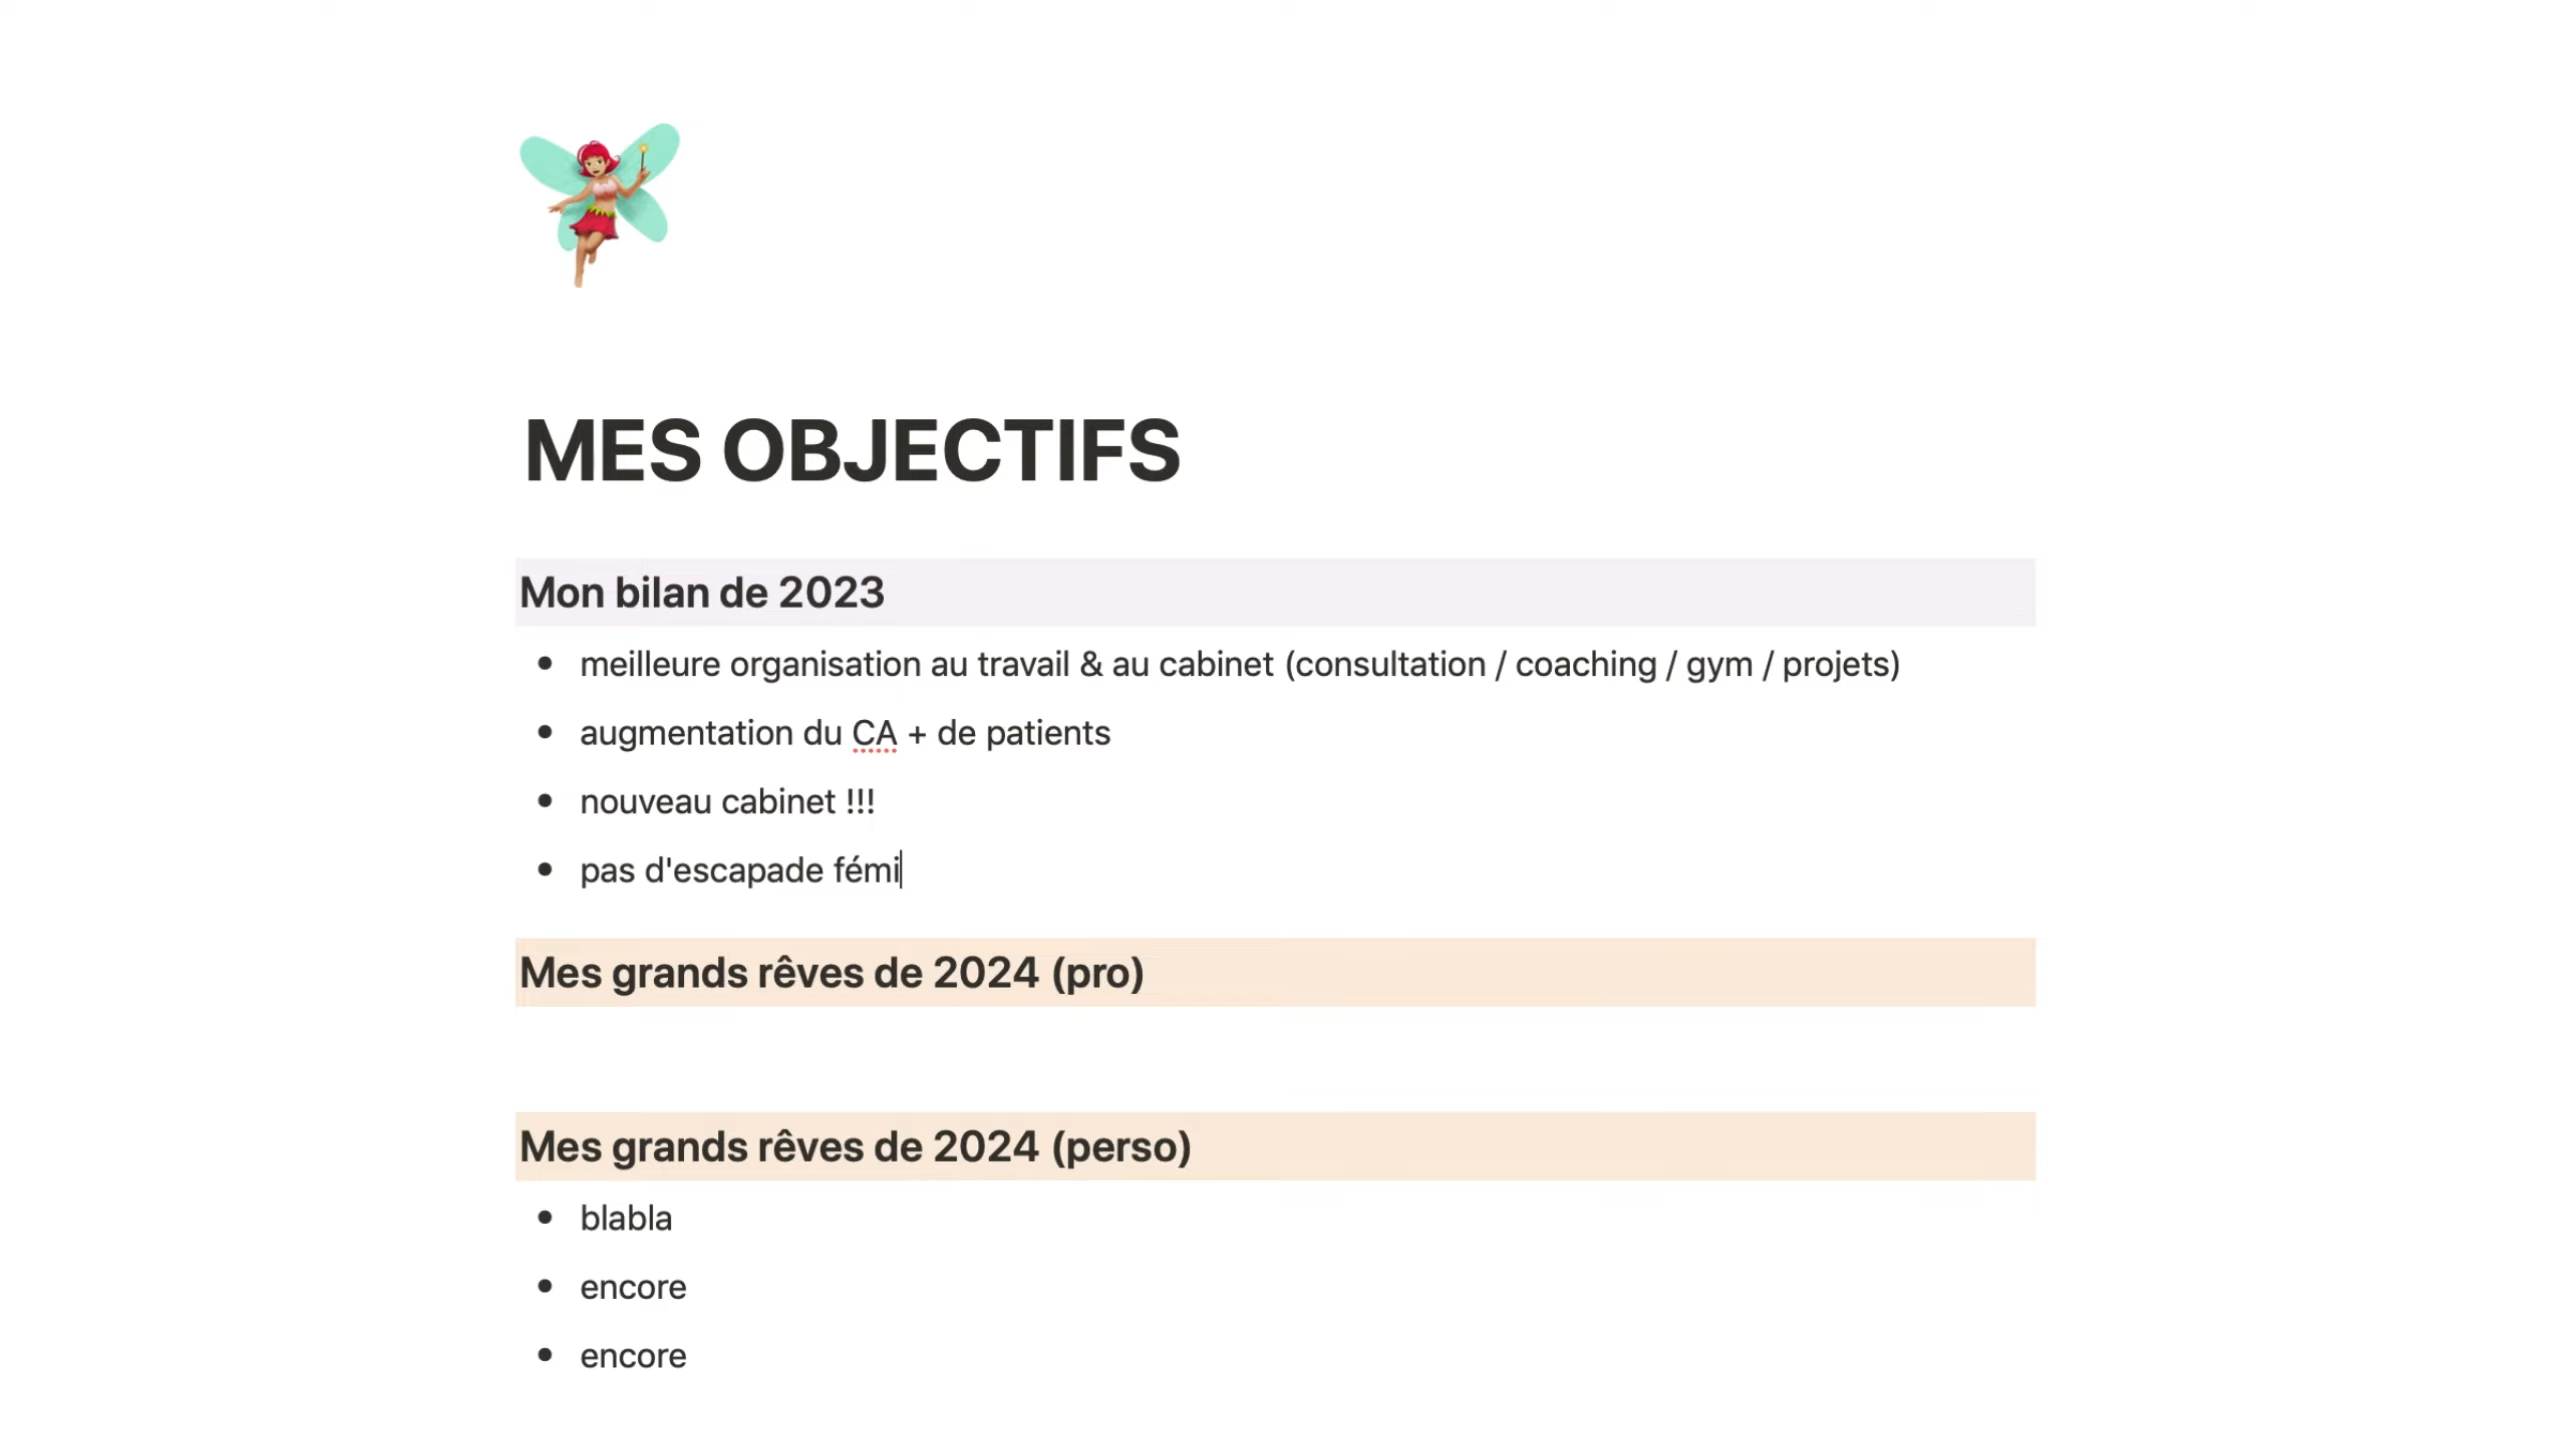 MES OBJECTIFS
Mon bilan de 2023
meilleure organisation au travail & au cabinet (consultation / coaching / gym / projets)
augmentation du CA + de patients
nouveau cabinet !!!
pas d'escapade fémi
Mes grands rêves de 2024 (pro)
Mes grands rêves de 2024 (perso)
blabla
encore
encore